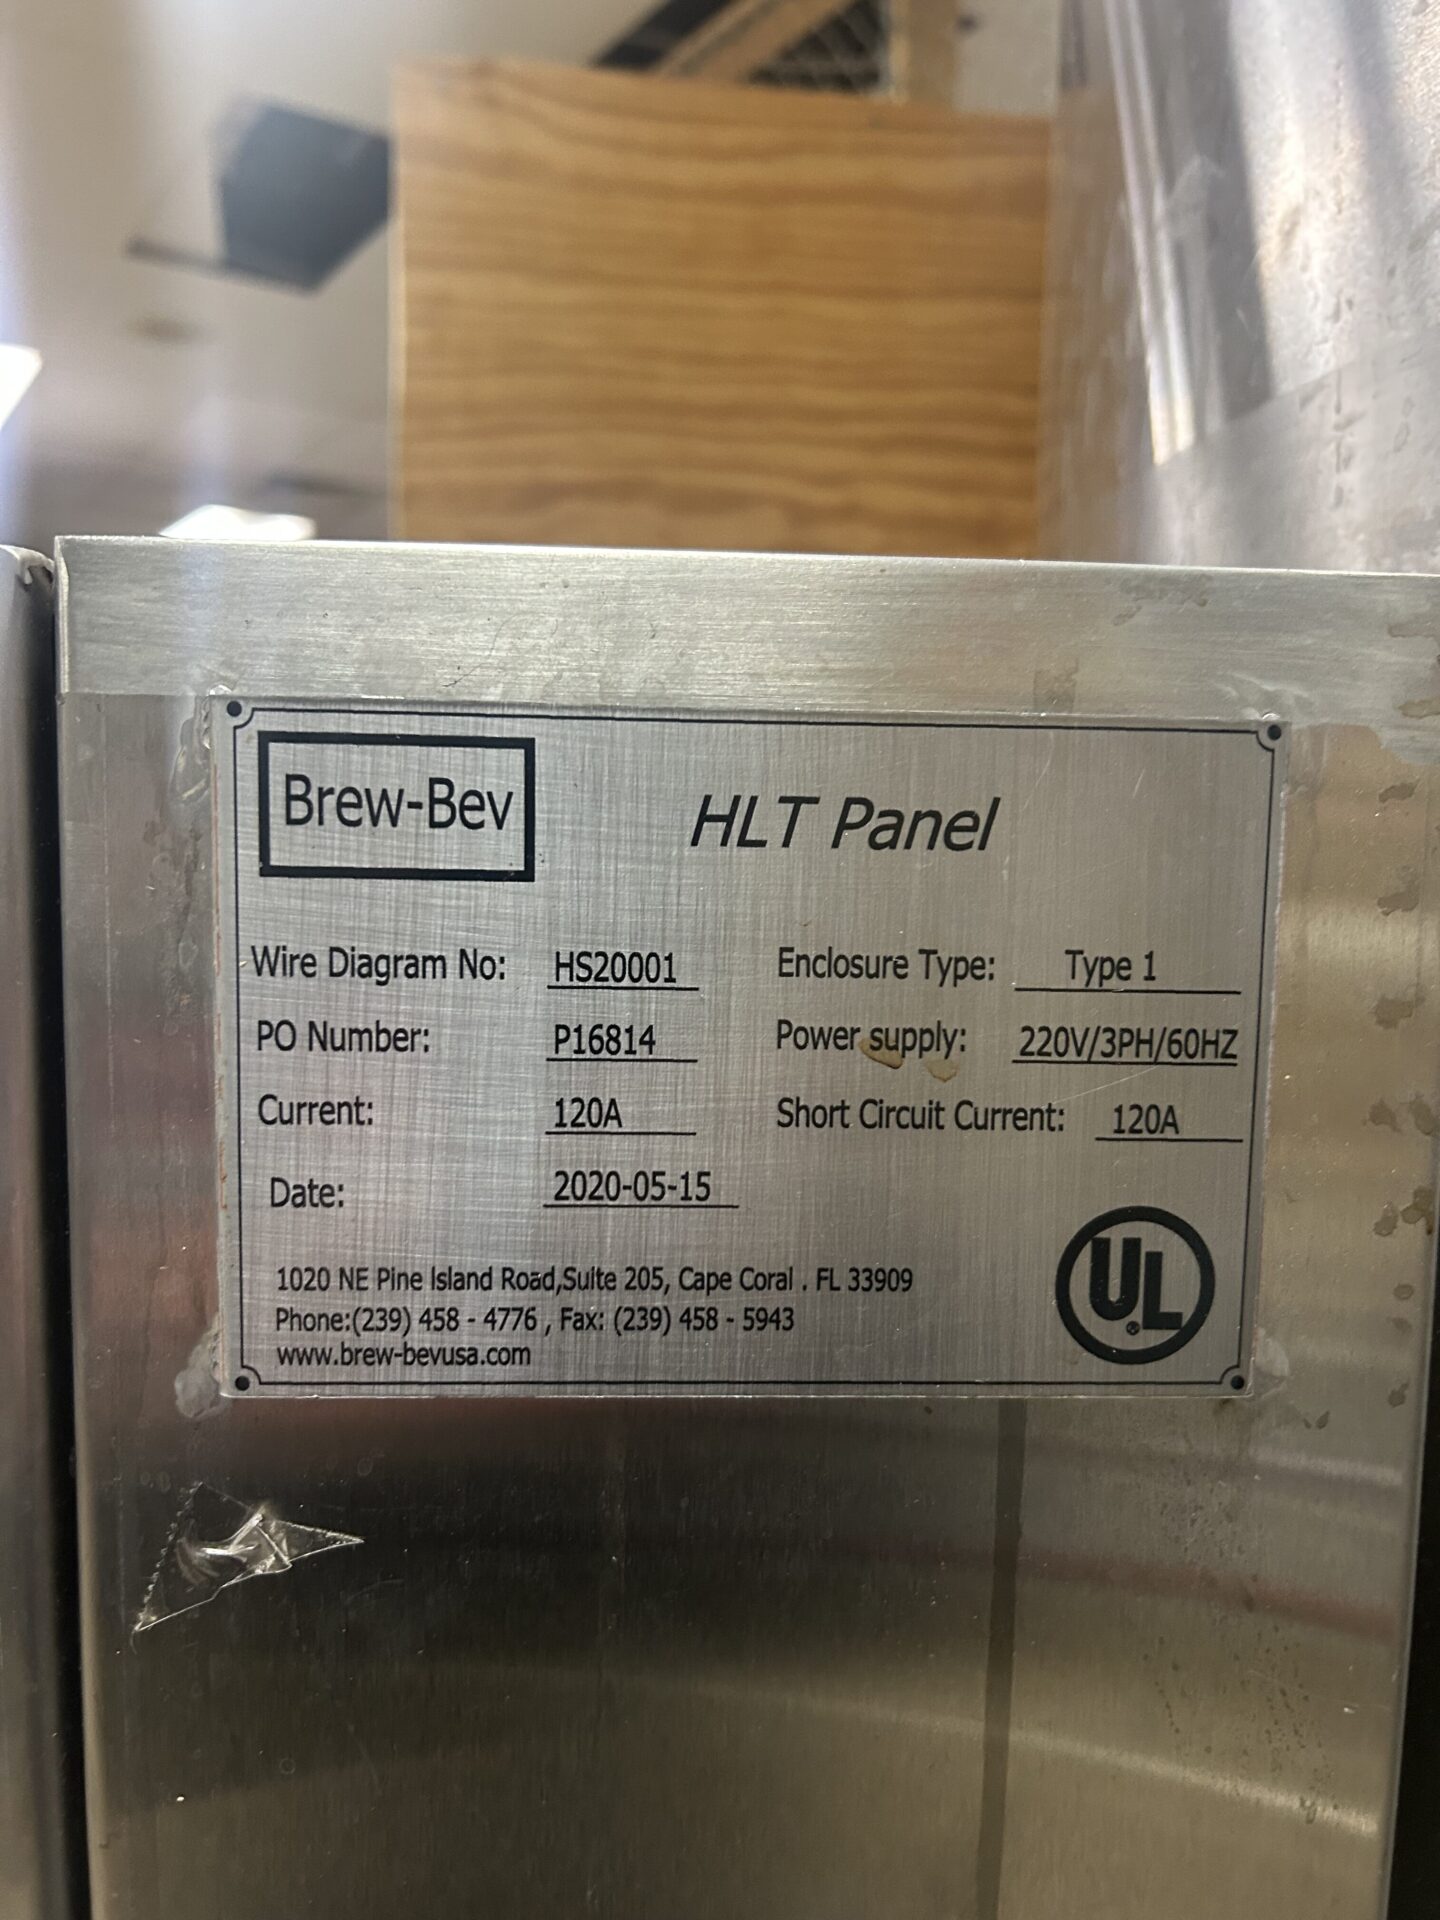 Brew-Bev
HLT Panel
Wire Diagram No: HS20001 Enclosure Type: Type 1
PO Number: P16814 Power supply: 220V/3PH/60HZ
Current: 120A Short Circuit Current: 120A
Date: 2020-05-15
1020 NE Pine Island Road,Suite 205, Cape Coral . FL 33909
Phone:(239) 458 - 4776 , Fax: (239) 458 - 5943
www.brew-bevusa.com
UL®